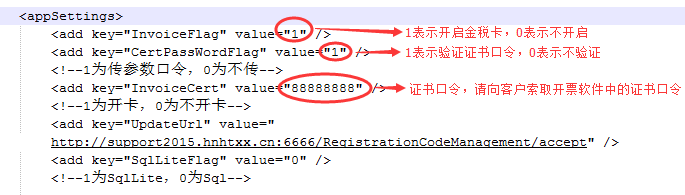 <appSettings>
<add key="InvoiceFlag" value="1" /> 1表示开启金税卡，0表示不开启
<add key="CertPassWordFlag" value="1" /> 1表示验证证书口令，0表示不验证
<!--1为传参数口令，0为不传-->
<add key="InvoiceCert" value="88888888" /> 证书口令，请向客户索取开票软件中的证书口令
<!--1为开卡，0为不开卡-->
<add key="UpdateUrl" value="
http://support2015.hnhtxx.cn:6666/RegistrationCodeManagement/accept" />
<add key="SqlLiteFlag" value="0" />
<!--1为SqlLite，0为Sql-->